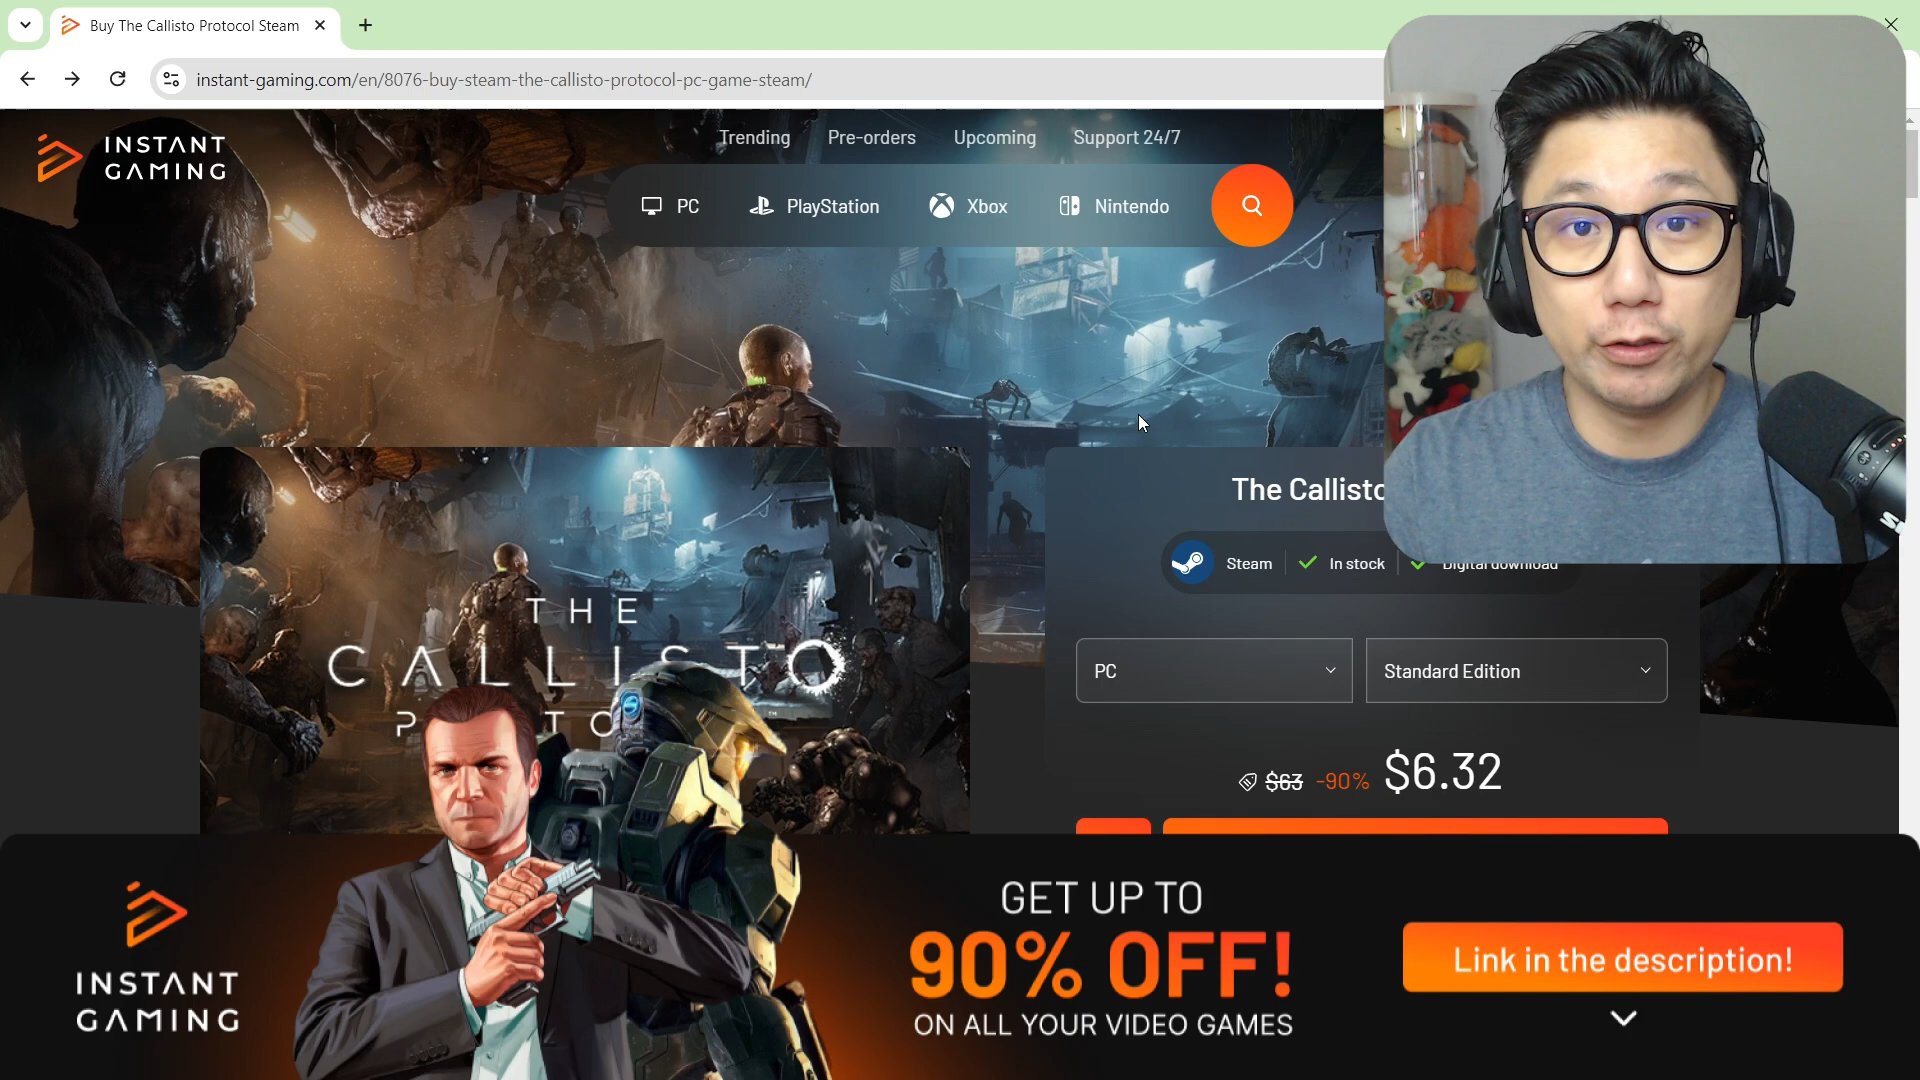 Buy The Callisto Protocol Steam
instant-gaming.com/en/8076-buy-steam-the-callisto-protocol-pc-game-steam/
INSTANT
GAMING
Trending
Pre-orders
Upcoming
Support 24/7
PC
PlayStation
Xbox
Nintendo
THE
CALLISTO
The Callisto
Steam
In stock
Digital download
PC
Standard Edition
$63
-90%
$6.32
INSTANT
GAMING
GET UP TO
90% OFF!
ON ALL YOUR VIDEO GAMES
Link in the description!